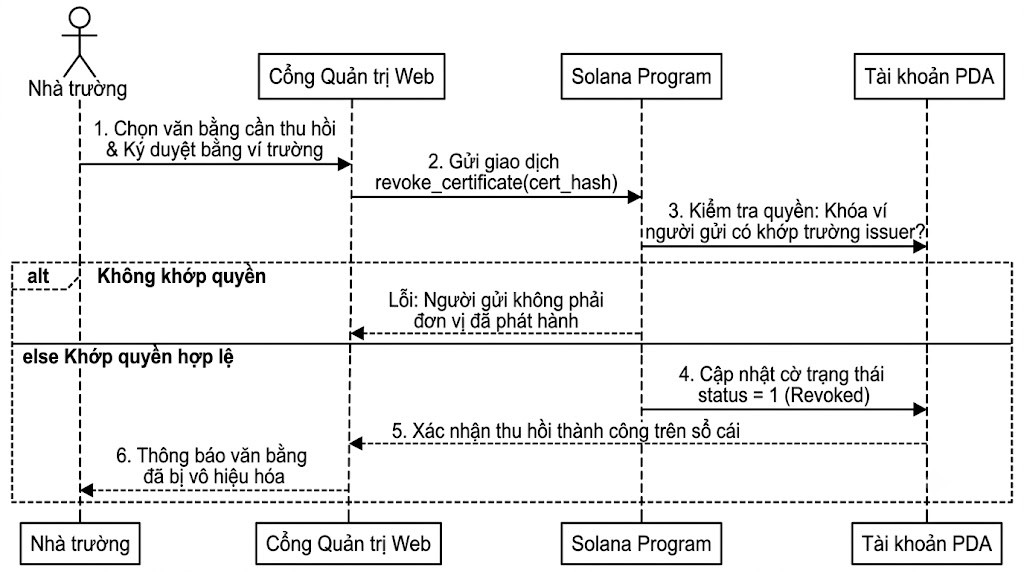 Nhà trường
Cổng Quản trị Web
Solana Program
Tài khoản PDA
1. Chọn văn bằng cần thu hồi
& Ký duyệt bằng ví trường
2. Gửi giao dịch
revoke_certificate(cert_hash)
3. Kiểm tra quyền: Khóa ví
người gửi có khớp trường issuer?
alt
Không khớp quyền
Lỗi: Người gửi không phải
đơn vị đã phát hành
else Khớp quyền hợp lệ
4. Cập nhật cờ trạng thái
status = 1 (Revoked)
5. Xác nhận thu hồi thành công trên sổ cái
6. Thông báo văn bằng
đã bị vô hiệu hóa
Nhà trường
Cổng Quản trị Web
Solana Program
Tài khoản PDA